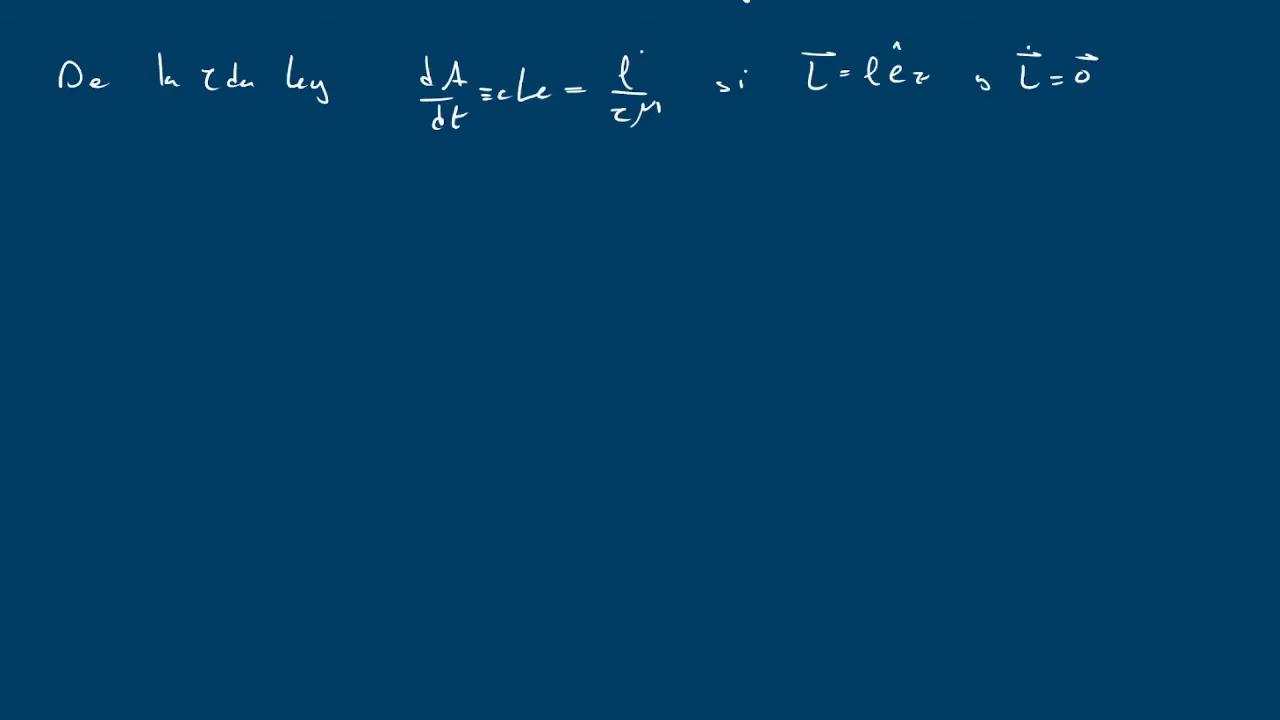 De la 2da ley dA/dt ≡ cte = ℓ/2μ si L⃗ = ℓ ê_z y L⃗̇ = 0⃗